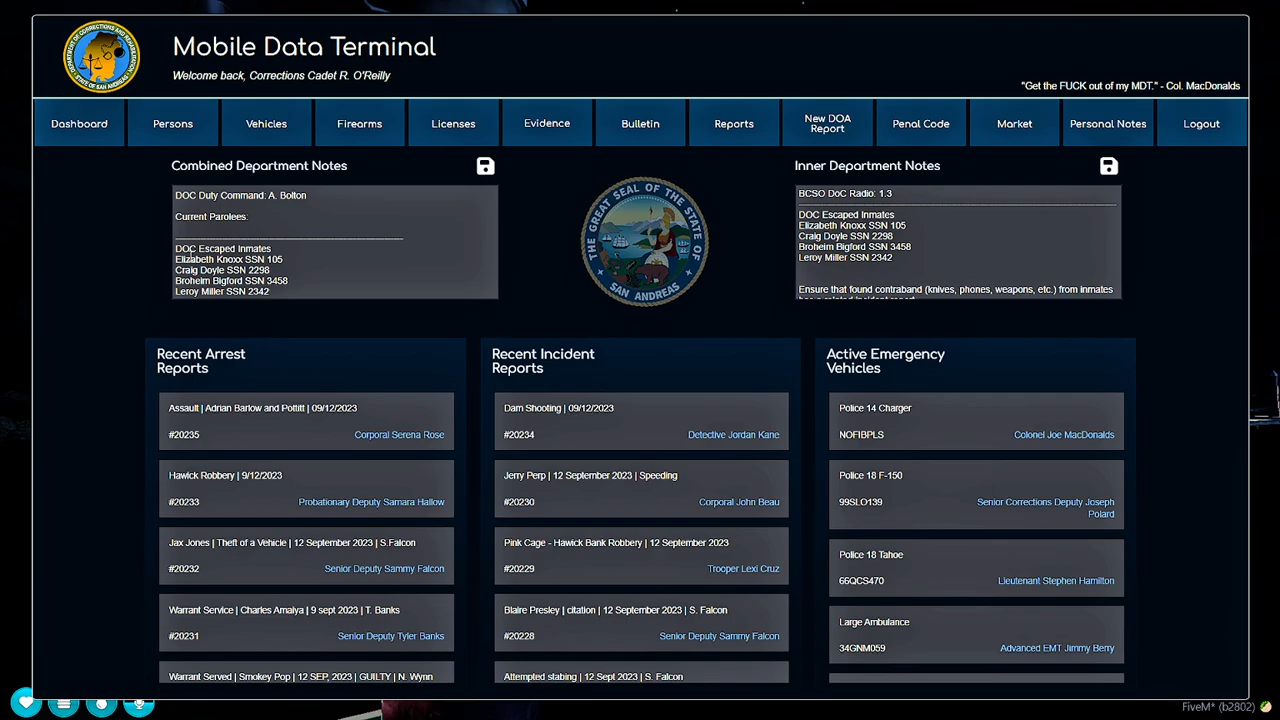 Mobile Data Terminal
Welcome back, Corrections Cadet R. O'Reilly
"Get the FUCK out of my MDT." - Col. MacDonalds
Dashboard
Persons
Vehicles
Firearms
Licenses
Evidence
Bulletin
Reports
New DOA
Report
Penal Code
Market
Personal Notes
Logout
Combined Department Notes
DOC Duty Command: A. Bolton
Current Parolees:
DOC Escaped Inmates
Elizabeth Knoxx SSN 105
Craig Doyle SSN 2298
Broheim Bigford SSN 3458
Leroy Miller SSN 2342
THE GREAT SEAL OF THE STATE OF
SAN ANDREAS
Inner Department Notes
BCSO DoC Radio: 1.3
DOC Escaped Inmates
Elizabeth Knoxx SSN 105
Craig Doyle SSN 2298
Broheim Bigford SSN 3458
Leroy Miller SSN 2342
Ensure that found contraband (knives, phones, weapons, etc.) from inmates
Recent Arrest
Reports
Assault | Adrian Barlow and Pottitt | 09/12/2023
#20235
Corporal Serena Rose
Hawick Robbery | 9/12/2023
#20233
Probationary Deputy Samara Hallow
Jax Jones | Theft of a Vehicle | 12 September 2023 | S.Falcon
#20232
Senior Deputy Sammy Falcon
Warrant Service | Charles Amaiya | 9 sept 2023 | T. Banks
#20231
Senior Deputy Tyler Banks
Warrant Served | Smokey Pop | 12 SEP, 2023 | GUILTY | N. Wynn
Recent Incident
Reports
Dam Shooting | 09/12/2023
#20234
Detective Jordan Kane
Jerry Perp | 12 September 2023 | Speeding
#20230
Corporal John Beau
Pink Cage - Hawick Bank Robbery | 12 September 2023
#20229
Trooper Lexi Cruz
Blaire Presley | citation | 12 September 2023 | S. Falcon
#20228
Senior Deputy Sammy Falcon
Attempted stabing | 12 Sept 2023 | S. Falcon
Active Emergency
Vehicles
Police 14 Charger
NOFIBPLS
Colonel Joe MacDonalds
Police 18 F-150
99SLO139
Senior Corrections Deputy Joseph
Polard
Police 18 Tahoe
66QCS470
Lieutenant Stephen Hamilton
Large Ambulance
34GNM059
Advanced EMT Jimmy Berry
FiveM* (b2802)